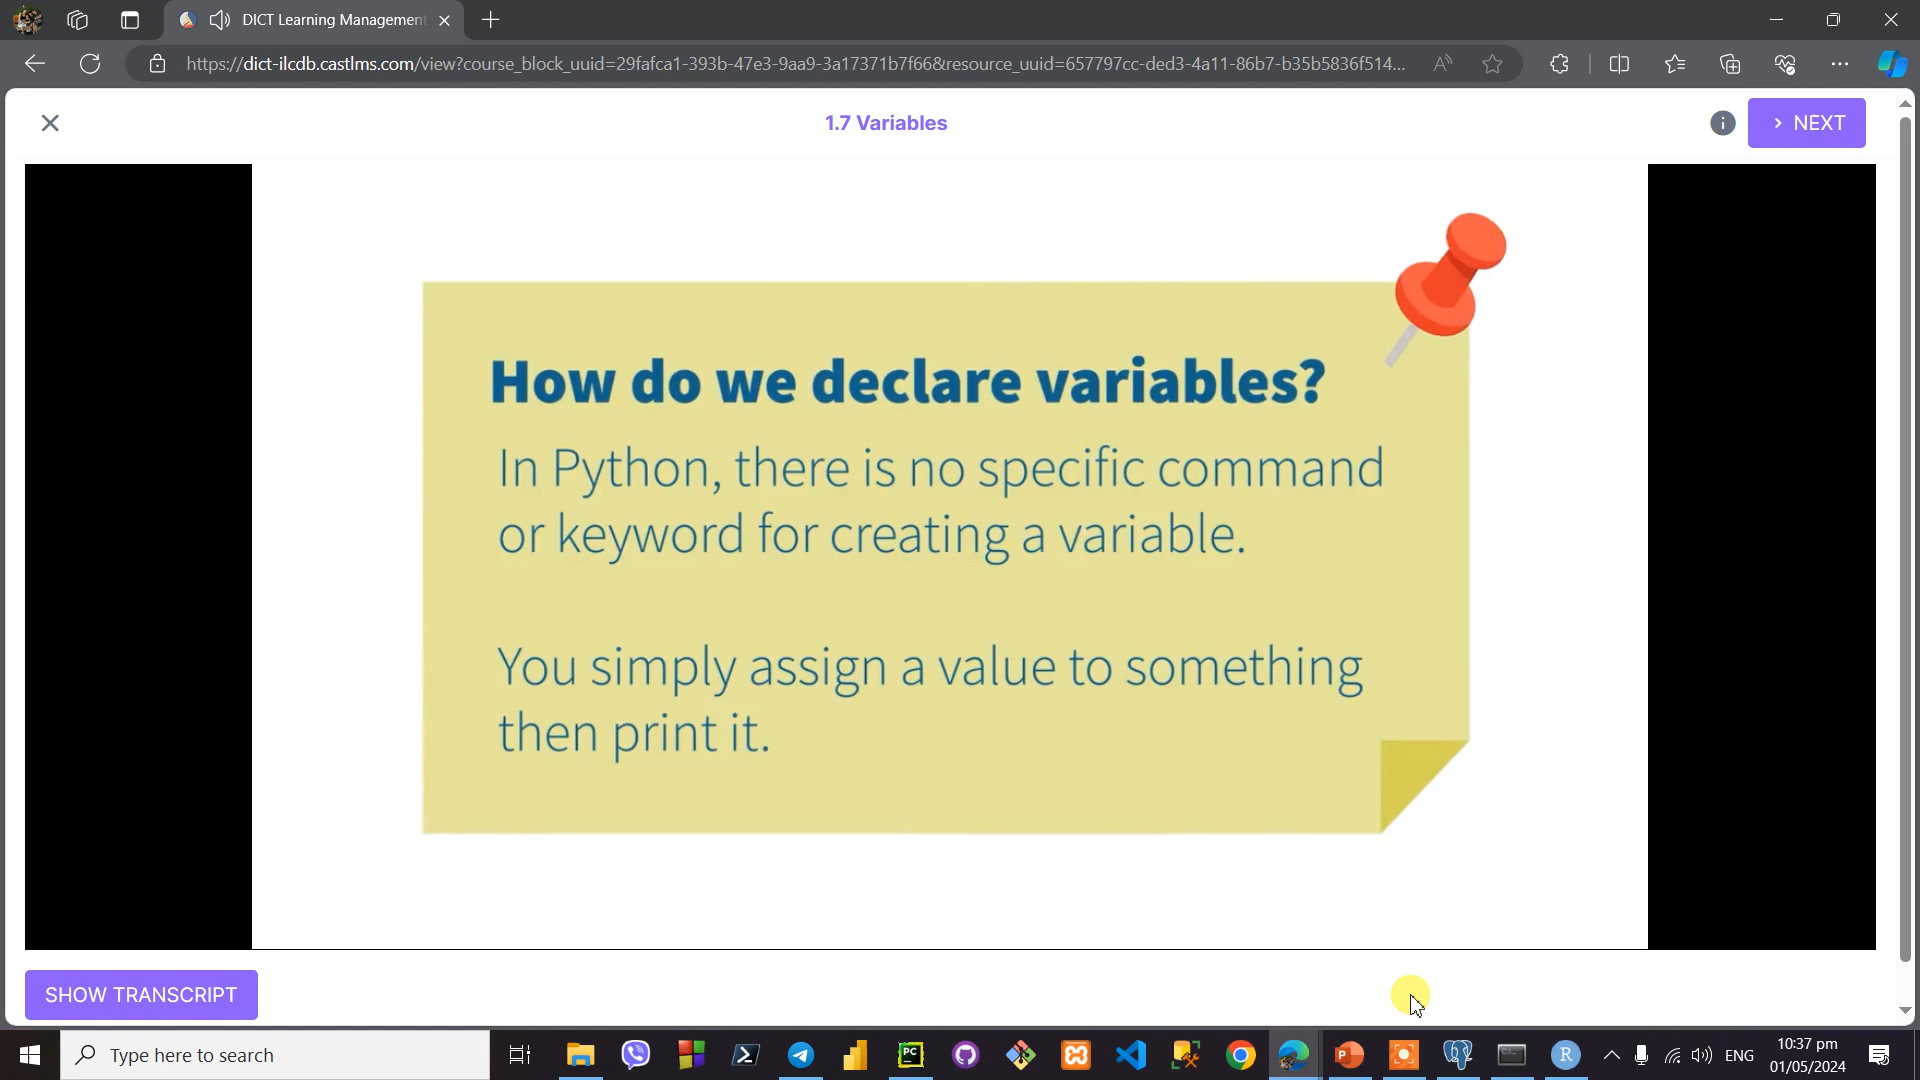 DICT Learning Management
https://dict-ilcdb.castlms.com/view?course_block_uuid=29fafca1-393b-47e3-9aa9-3a17371b7f66&resource_uuid=657797cc-ded3-4a11-86b7-b35b5836f514...
1.7 Variables
NEXT
How do we declare variables?
In Python, there is no specific command
or keyword for creating a variable.
You simply assign a value to something
then print it.
SHOW TRANSCRIPT
Type here to search
ENG
10:37 pm
01/05/2024